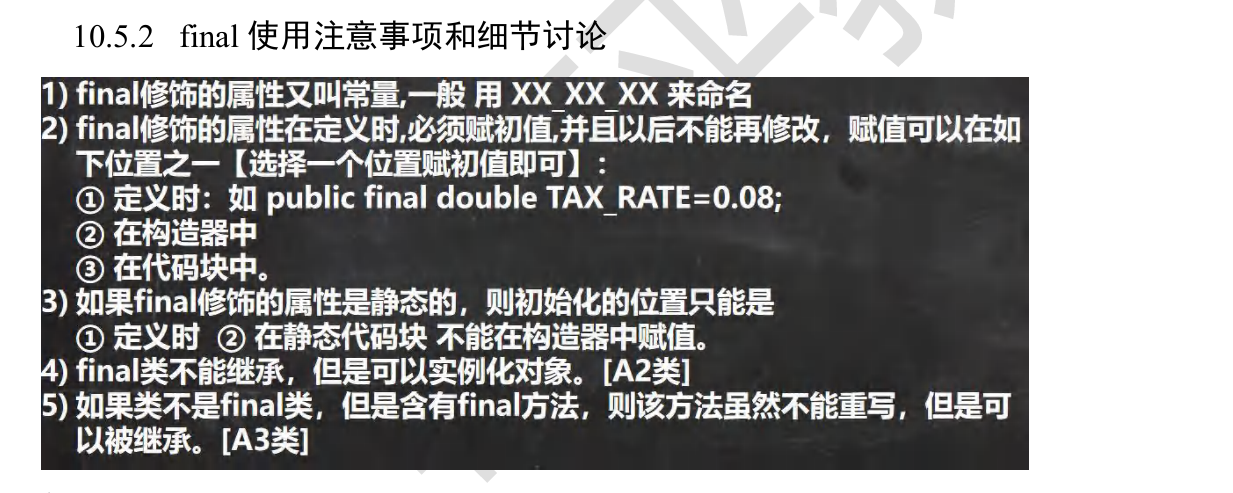 10.5.2 final 使用注意事项和细节讨论
1) final修饰的属性又叫常量,一般 用 XX_XX_XX 来命名
2) final修饰的属性在定义时,必须赋初值,并且以后不能再修改，赋值可以在如
下位置之一【选择一个位置赋初值即可】：
① 定义时：如 public final double TAX_RATE=0.08;
② 在构造器中
③ 在代码块中。
3) 如果final修饰的属性是静态的，则初始化的位置只能是
① 定义时 ② 在静态代码块 不能在构造器中赋值。
4) final类不能继承，但是可以实例化对象。[A2类]
5) 如果类不是final类，但是含有final方法，则该方法虽然不能重写，但是可
以被继承。[A3类]